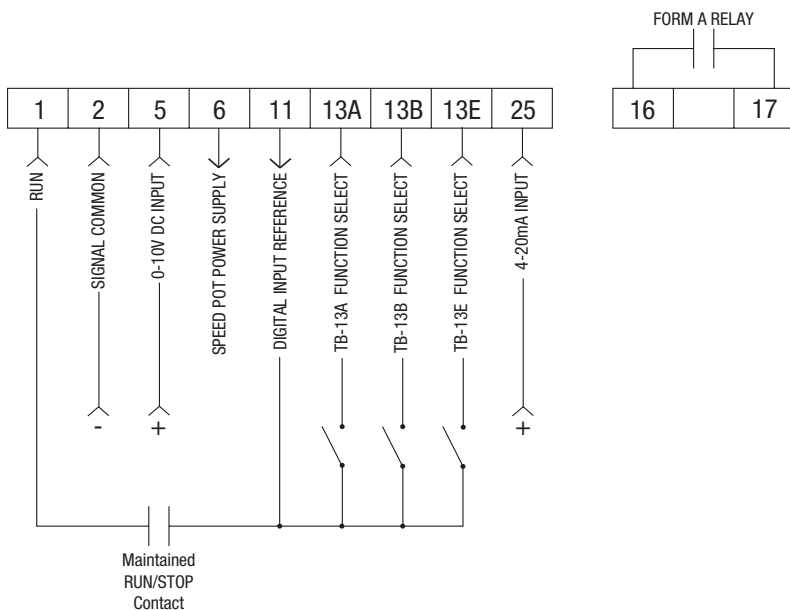 FORM A RELAY
1 2 5 6 11 13A 13B 13E 25
16 17
RUN
SIGNAL COMMON
0-10V DC INPUT
SPEED POT POWER SUPPLY
DIGITAL INPUT REFERENCE
TB-13A FUNCTION SELECT
TB-13B FUNCTION SELECT
TB-13E FUNCTION SELECT
4-20mA INPUT
- + +
Maintained
RUN/STOP
Contact